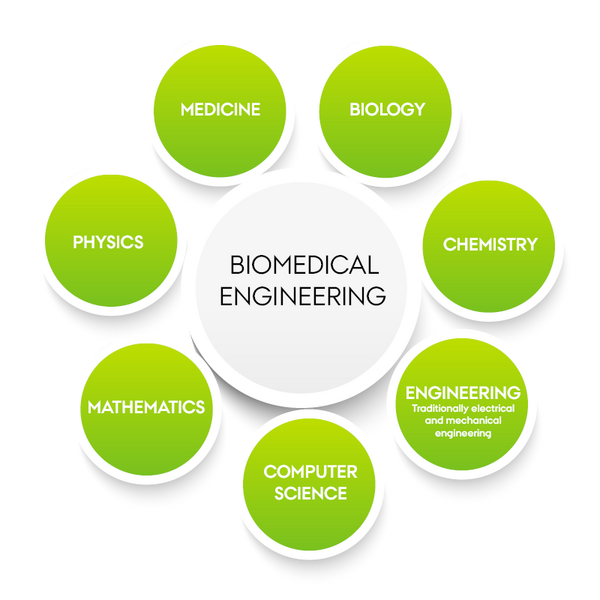 MEDICINE
BIOLOGY
PHYSICS
CHEMISTRY
BIOMEDICAL
ENGINEERING
MATHEMATICS
ENGINEERING
Traditionally electrical
and mechanical
engineering
COMPUTER
SCIENCE